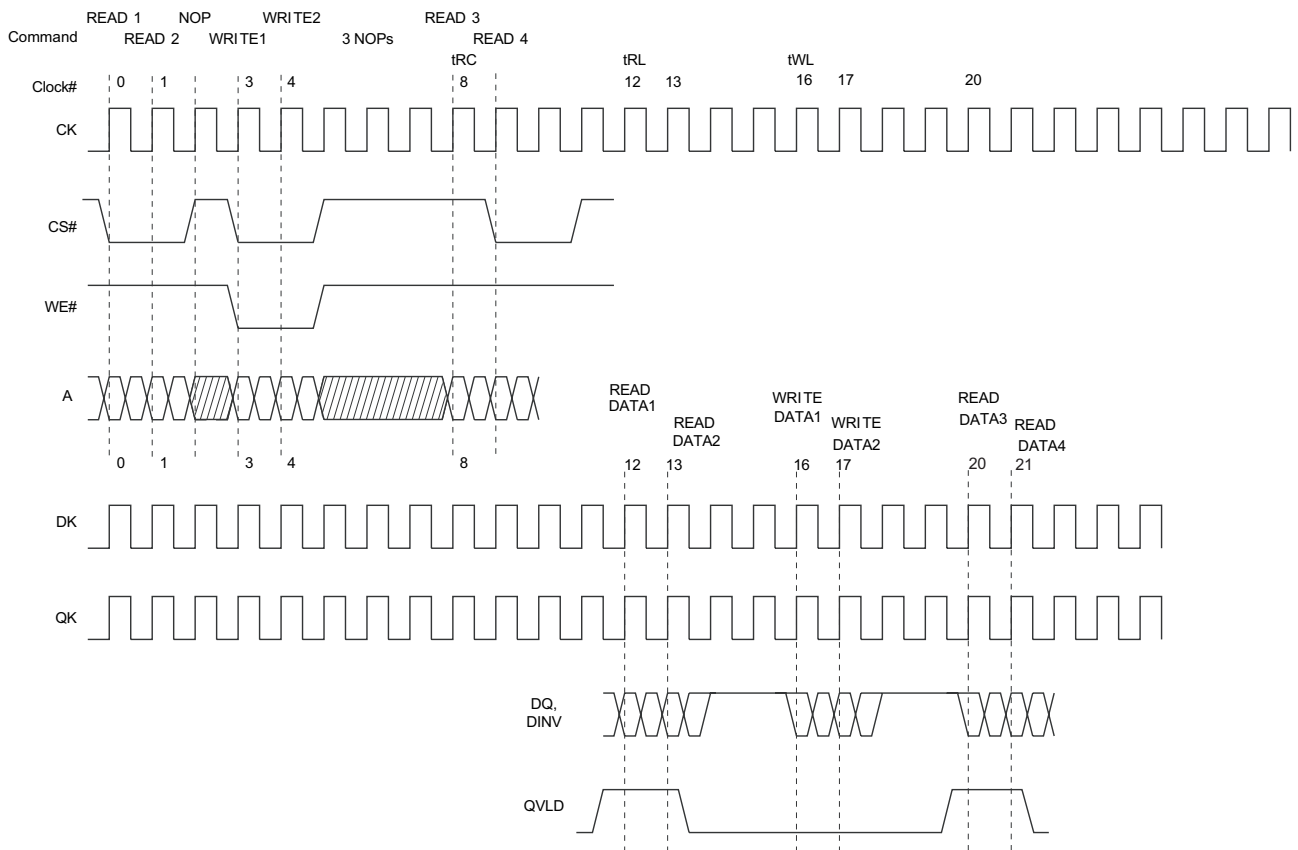 READ 1 NOP WRITE2 READ 3
Command READ 2 WRITE1 3 NOPs READ 4
tRC tRL tWL
Clock# 0 1 3 4 8 12 13 16 17 20
CK
CS#
WE#
A
READ
DATA1
READ
DATA2
WRITE
DATA1
WRITE
DATA2
READ
DATA3
READ
DATA4
0 1 3 4 8 12 13 16 17 20 21
DK
QK
DQ,
DINV
QVLD